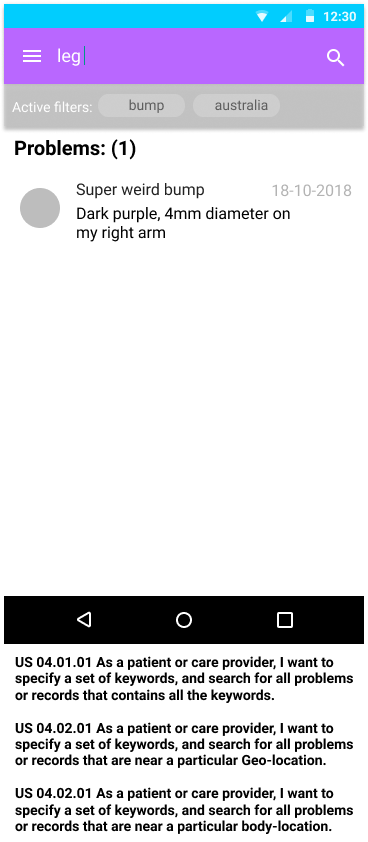 12:30
leg
Active filters: bump australia
Problems: (1)
Super weird bump 18-10-2018
Dark purple, 4mm diameter on
my right arm
US 04.01.01 As a patient or care provider, I want to
specify a set of keywords, and search for all problems
or records that contains all the keywords.
US 04.02.01 As a patient or care provider, I want to
specify a set of keywords, and search for all problems
or records that are near a particular Geo-location.
US 04.02.01 As a patient or care provider, I want to
specify a set of keywords, and search for all problems
or records that are near a particular body-location.